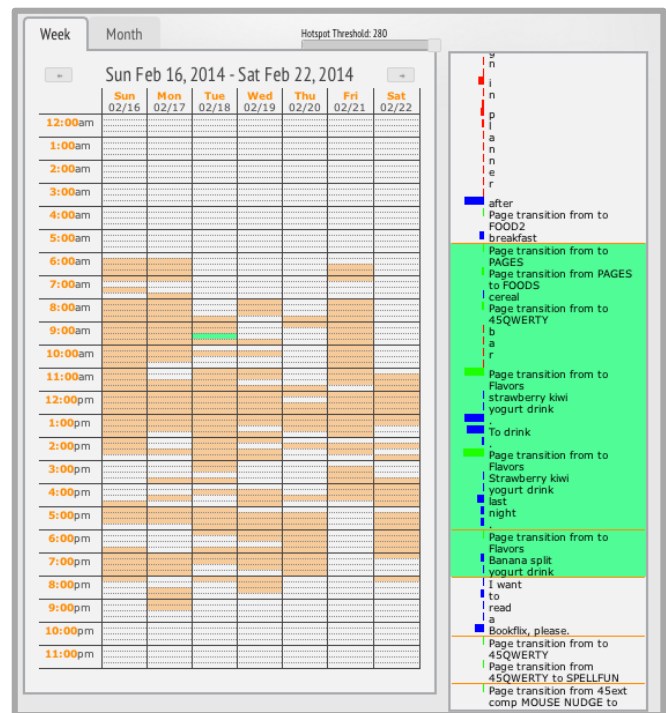 Week
Month
Hotspot Threshold: 280
Sun Feb 16, 2014 - Sat Feb 22, 2014
Sun Mon Tue Wed Thu Fri Sat
02/16 02/17 02/18 02/19 02/20 02/21 02/22
12:00am
1:00am
2:00am
3:00am
4:00am
5:00am
6:00am
7:00am
8:00am
9:00am
10:00am
11:00am
12:00pm
1:00pm
2:00pm
3:00pm
4:00pm
5:00pm
6:00pm
7:00pm
8:00pm
9:00pm
10:00pm
11:00pm
g
n
i
n
p
l
a
n
n
e
r
after
Page transition from to
FOOD2
breakfast
Page transition from to
PAGES
Page transition from PAGES
to FOODS
cereal
Page transition from to
45QWERTY
b
a
r
Page transition from to
Flavors
strawberry kiwi
yogurt drink
.
To drink
.
Page transition from to
Flavors
Strawberry kiwi
yogurt drink
last
night
.
Page transition from to
Flavors
Banana split
yogurt drink
I want
to
read
a
Bookflix, please.
Page transition from to
45QWERTY
Page transition from
45QWERTY to SPELLFUN
Page transition from 45ext
comp MOUSE NUDGE to